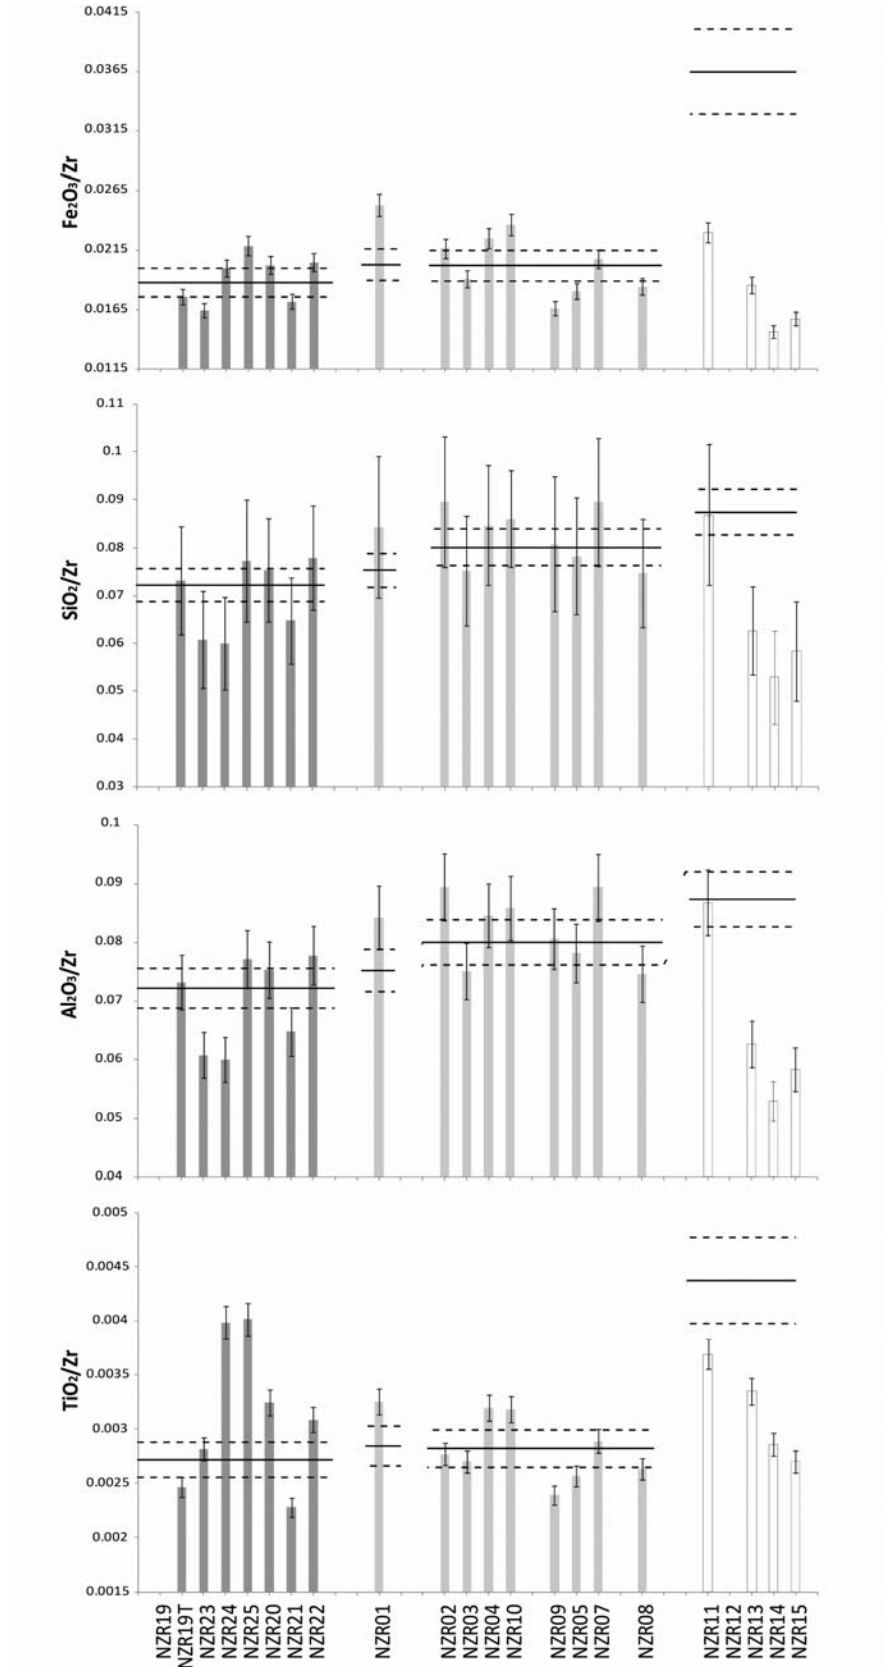 0.0415
0.0365
0.0315
0.0265
0.0215
0.0165
0.0115
Fe₂O₃/Zr
0.11
0.1
0.09
0.08
0.07
0.06
0.05
0.04
0.03
SiO₂/Zr
0.1
0.09
0.08
0.07
0.06
0.05
0.04
Al₂O₃/Zr
0.005
0.0045
0.004
0.0035
0.003
0.0025
0.002
0.0015
TiO₂/Zr
NZR19
NZR19T
NZR23
NZR24
NZR25
NZR20
NZR21
NZR22
NZR01
NZR02
NZR03
NZR04
NZR10
NZR09
NZR05
NZR07
NZR08
NZR11
NZR12
NZR13
NZR14
NZR15